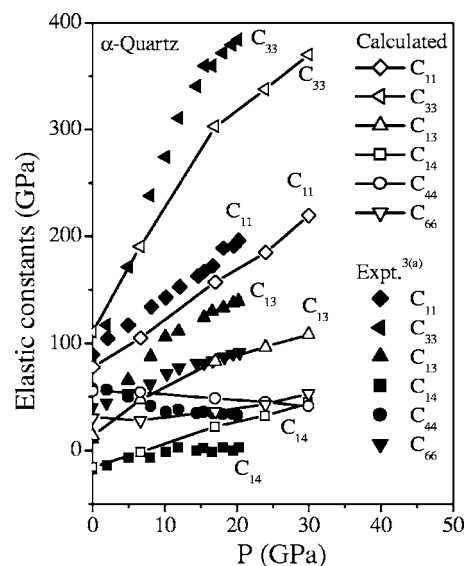 α-Quartz
Calculated
C11
C33
C13
C14
C44
C66
Expt.3(a)
C11
C33
C13
C14
C44
C66
C33
C33
C11
C11
C13
C13
C14
C14
400
300
200
100
0
Elastic constants (GPa)
0 10 20 30 40 50
P (GPa)